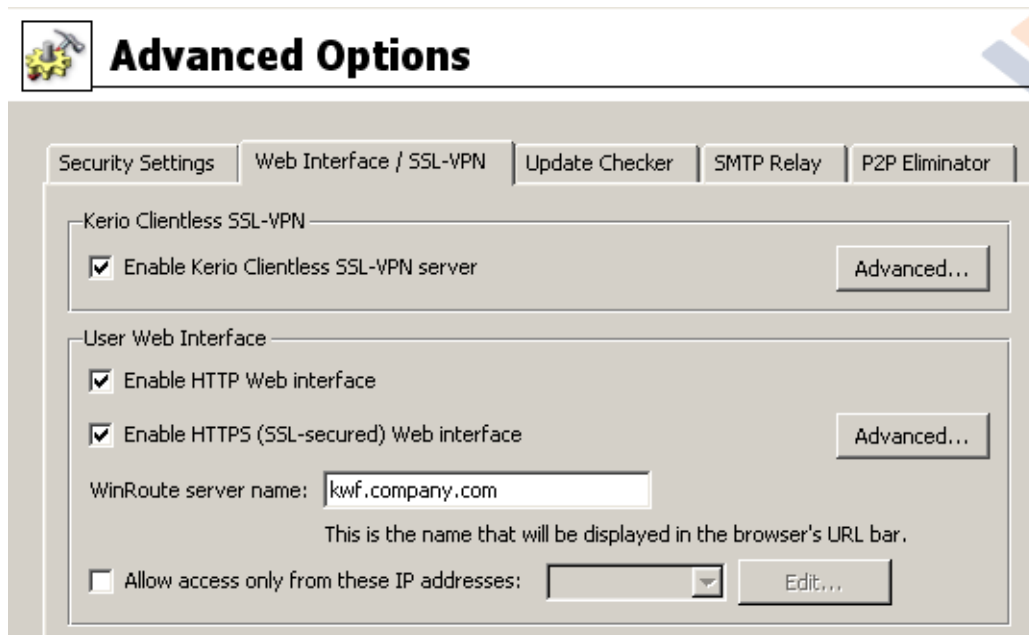 Advanced Options
Security Settings Web Interface / SSL-VPN Update Checker SMTP Relay P2P Eliminator
Kerio Clientless SSL-VPN
Enable Kerio Clientless SSL-VPN server Advanced...
User Web Interface
Enable HTTP Web interface
Enable HTTPS (SSL-secured) Web interface Advanced...
WinRoute server name: kwf.company.com
This is the name that will be displayed in the browser's URL bar.
Allow access only from these IP addresses: Edit...